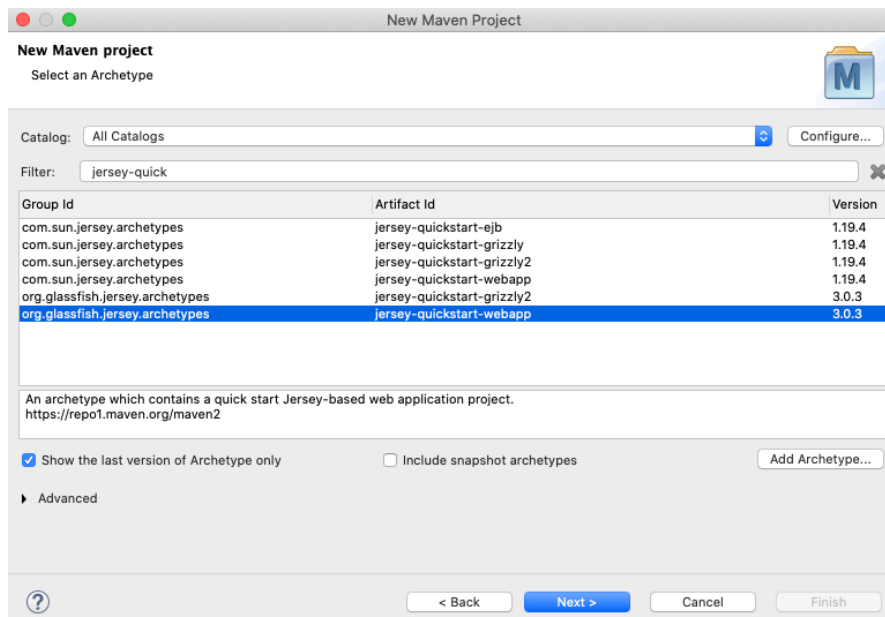 New Maven Project
New Maven project
Select an Archetype
M
Catalog: All Catalogs Configure...
Filter: jersey-quick
Group Id Artifact Id Version
com.sun.jersey.archetypes jersey-quickstart-ejb 1.19.4
com.sun.jersey.archetypes jersey-quickstart-grizzly 1.19.4
com.sun.jersey.archetypes jersey-quickstart-grizzly2 1.19.4
com.sun.jersey.archetypes jersey-quickstart-webapp 1.19.4
org.glassfish.jersey.archetypes jersey-quickstart-grizzly2 3.0.3
org.glassfish.jersey.archetypes jersey-quickstart-webapp 3.0.3
An archetype which contains a quick start Jersey-based web application project.
https://repo1.maven.org/maven2
Show the last version of Archetype only Include snapshot archetypes Add Archetype...
Advanced
? < Back Next > Cancel Finish